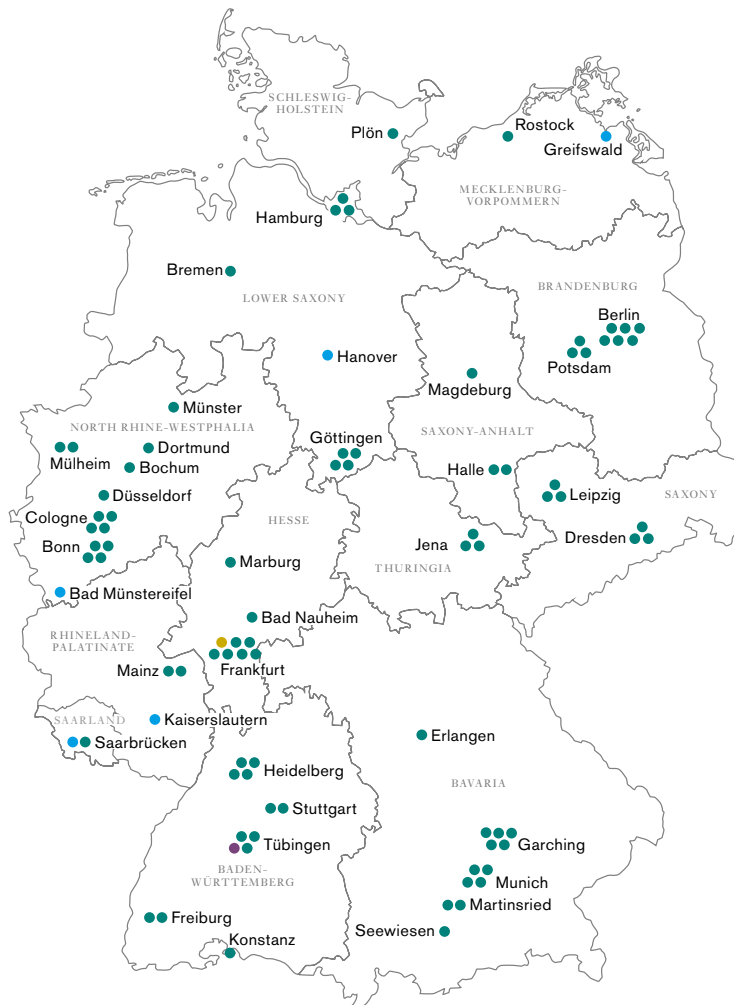 SCHLESWIG-
HOLSTEIN
Plön
Rostock
Greifswald
MECKLENBURG-
VORPOMMERN
Hamburg
Bremen
LOWER SAXONY
BRANDENBURG
Berlin
Potsdam
Hanover
Magdeburg
Münster
NORTH RHINE-WESTPHALIA
Göttingen
SAXONY-ANHALT
Dortmund
Mülheim
Bochum
Halle
Düsseldorf
Leipzig
SAXONY
Cologne
HESSE
Dresden
Bonn
Jena
Marburg
THURINGIA
Bad Münstereifel
Bad Nauheim
RHINELAND-
PALATINATE
Mainz
Frankfurt
SAARLAND
Kaiserslautern
Saarbrücken
Erlangen
Heidelberg
BAVARIA
Stuttgart
Tübingen
Garching
BADEN-
WÜRTTEMBERG
Munich
Martinsried
Freiburg
Seewiesen
Konstanz